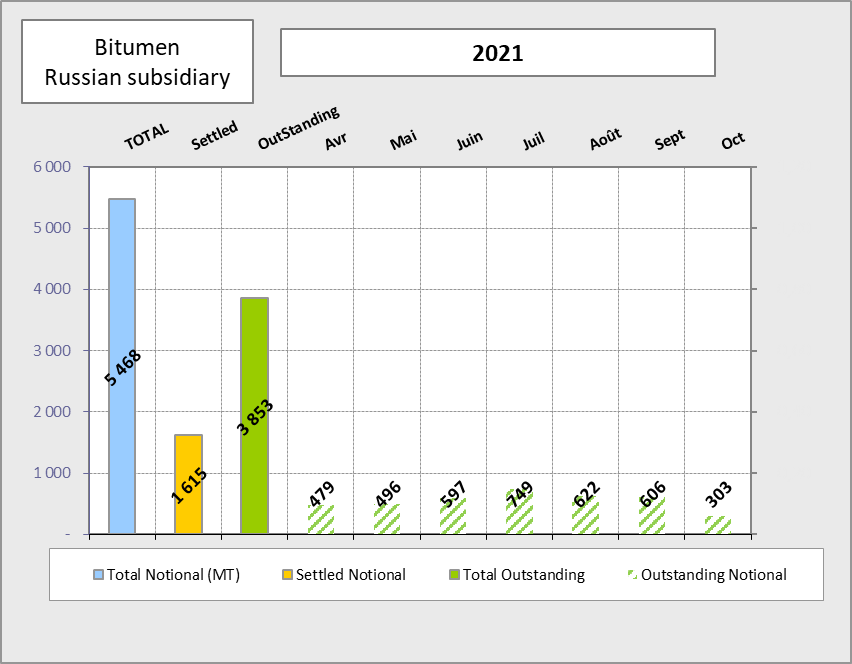 Bitumen
Russian subsidiary
2021
TOTAL
Settled
OutStanding
Avr
Mai
Juin
Juil
Août
Sept
Oct
6 000
5 000
4 000
3 000
2 000
1 000
-
5 468
1 615
3 853
479
496
597
749
622
606
303
Total Notional (MT)
Settled Notional
Total Outstanding
Outstanding Notional